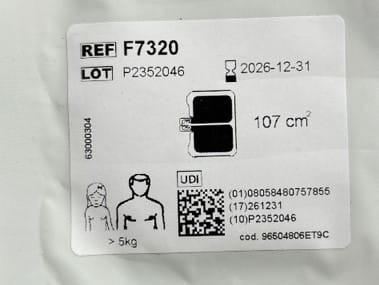 REF F7320
LOT P2352046
2026-12-31
107 cm²
63000304
UDI
(01)08058480757855
(17)261231
(10)P2352046
> 5kg
cod. 96504806ET9C